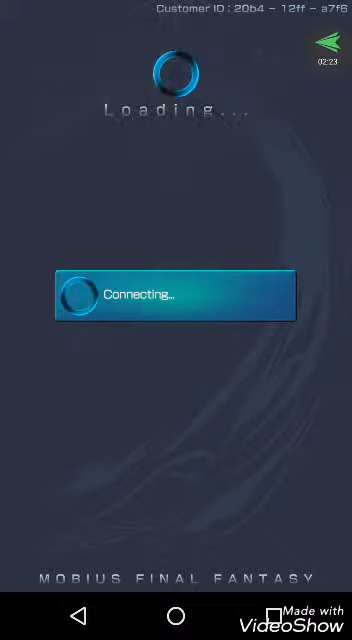 Customer ID : 20b4 - 12ff - a7f6
02:23
Loading...
Connecting...
MOBIUS FINAL FANTASY
Made with
VideoShow